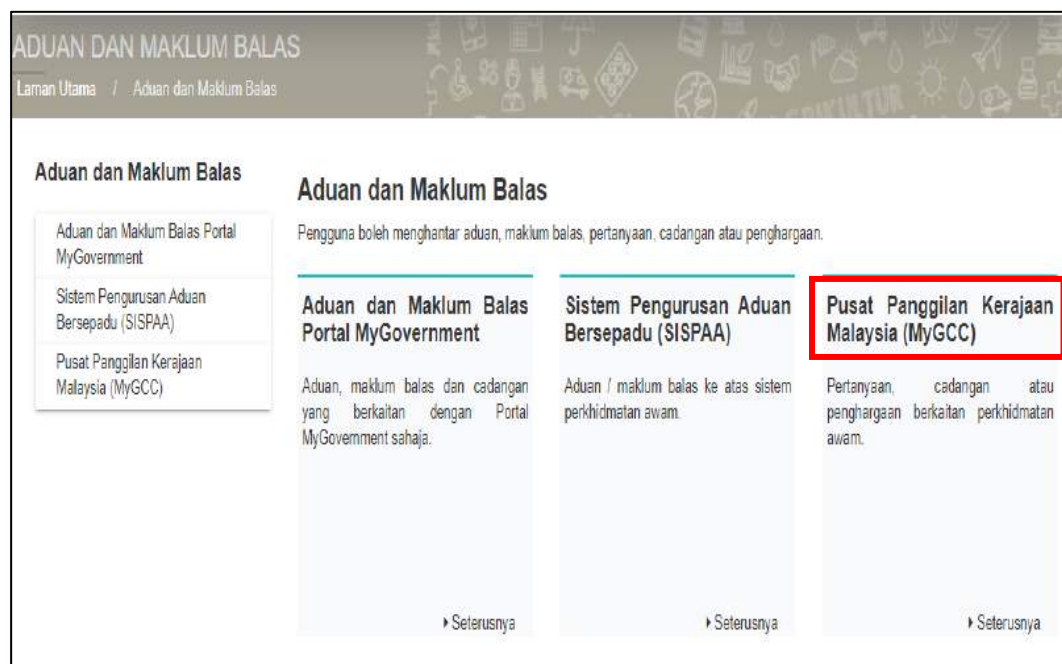 ADUAN DAN MAKLUM BALAS
Laman Utama / Aduan dan Maklum Balas
Aduan dan Maklum Balas
Aduan dan Maklum Balas Portal
MyGovernment
Sistem Pengurusan Aduan
Bersepadu (SISPAA)
Pusat Panggilan Kerajaan
Malaysia (MyGCC)
Aduan dan Maklum Balas
Pengguna boleh menghantar aduan, maklum balas, pertanyaan, cadangan atau penghargaan.
Aduan dan Maklum Balas
Portal MyGovernment
Aduan, maklum balas dan cadangan
yang berkaitan dengan Portal
MyGovernment sahaja.
Seterusnya
Sistem Pengurusan Aduan
Bersepadu (SISPAA)
Aduan / maklum balas ke atas sistem
perkhidmatan awam.
Seterusnya
Pusat Panggilan Kerajaan
Malaysia (MyGCC)
Pertanyaan, cadangan atau
penghargaan berkaitan perkhidmatan
awam.
Seterusnya